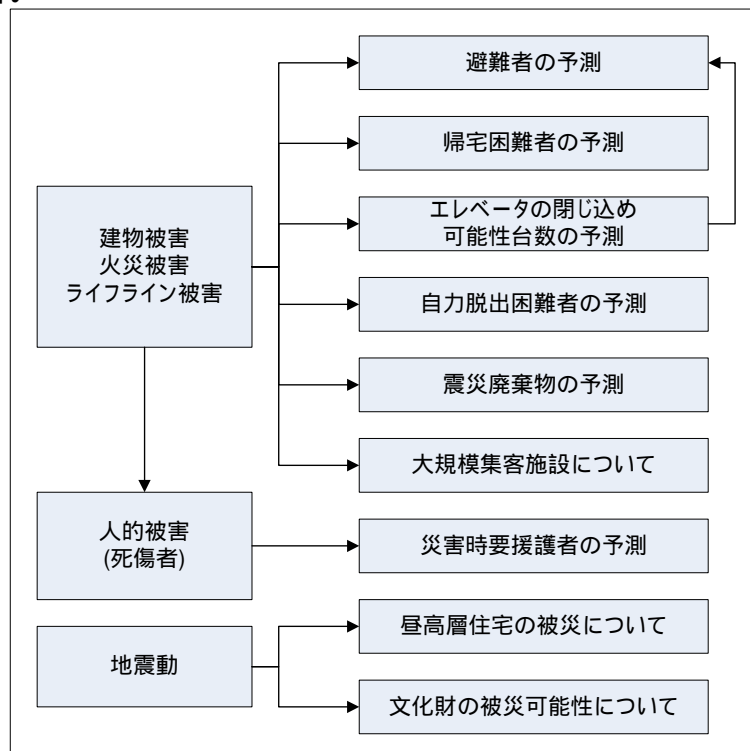 避難者の予測
帰宅困難者の予測
エレベータの閉じ込め
可能性台数の予測
建物被害
火災被害
ライフライン被害
自力脱出困難者の予測
震災廃棄物の予測
大規模集客施設について
人的被害
(死傷者)
災害時要援護者の予測
地震動
昼高層住宅の被災について
文化財の被災可能性について